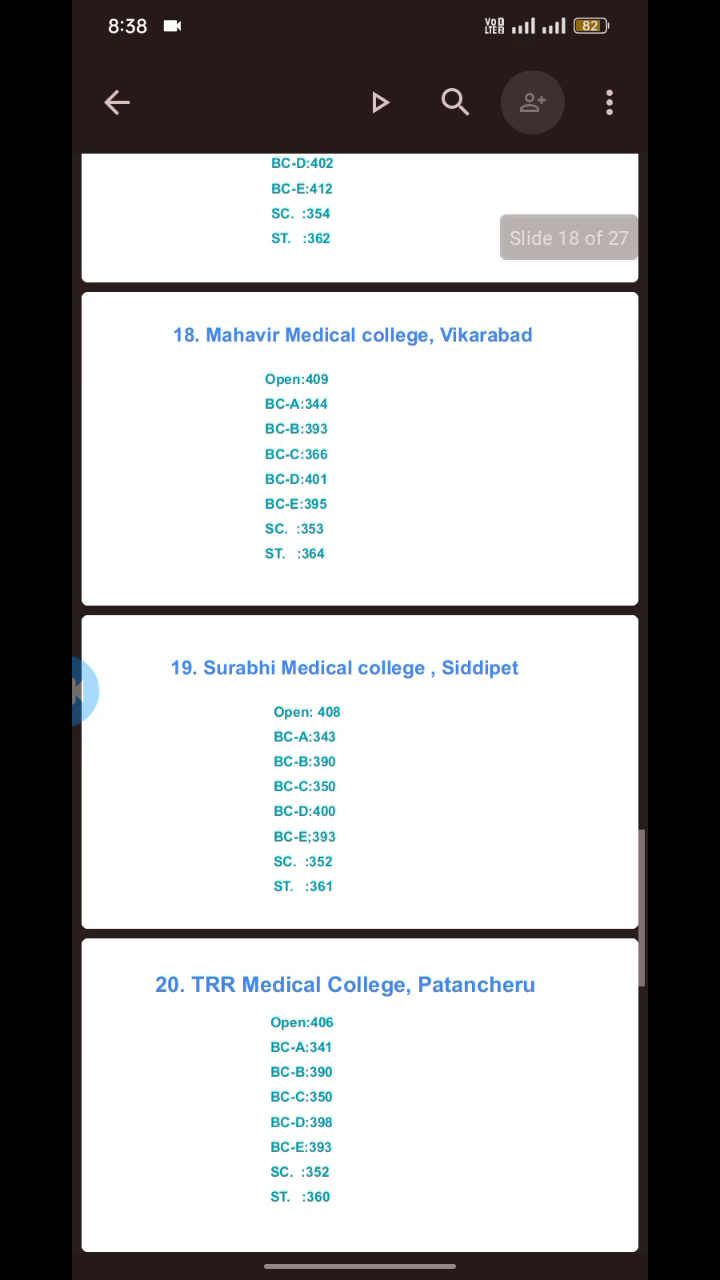 8:38
VoD LTE2 82
BC-D:402
BC-E:412
SC. :354
ST. :362
Slide 18 of 27
18. Mahavir Medical college, Vikarabad
Open:409
BC-A:344
BC-B:393
BC-C:366
BC-D:401
BC-E:395
SC. :353
ST. :364
19. Surabhi Medical college , Siddipet
Open: 408
BC-A:343
BC-B:390
BC-C:350
BC-D:400
BC-E;393
SC. :352
ST. :361
20. TRR Medical College, Patancheru
Open:406
BC-A:341
BC-B:390
BC-C:350
BC-D:398
BC-E:393
SC. :352
ST. :360